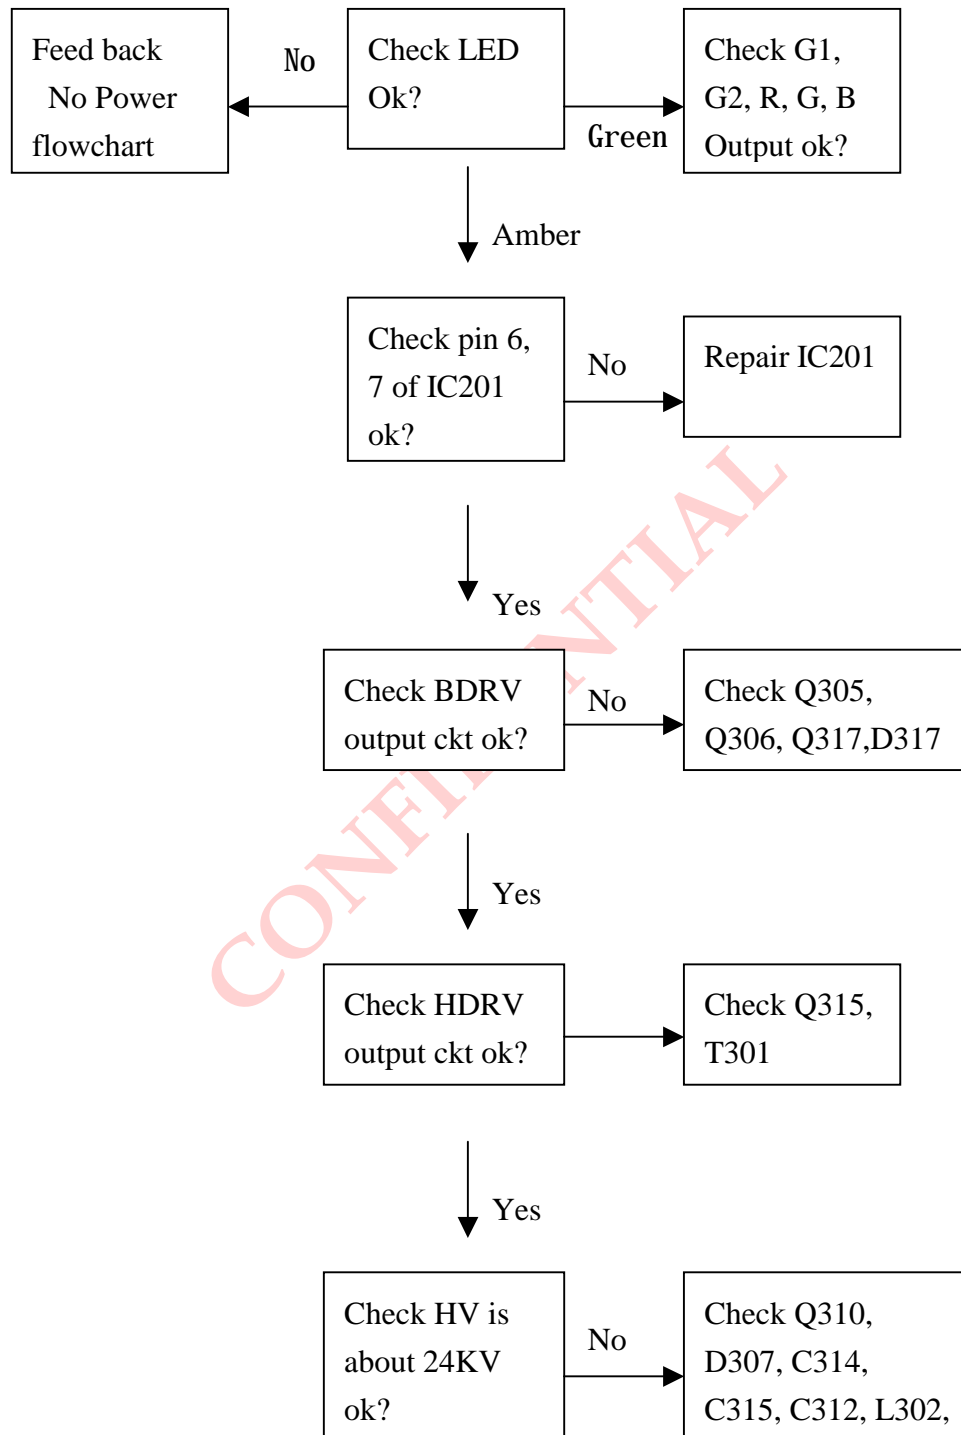 Feed back
No Power
flowchart
No
Check LED
Ok?
Green
Check G1,
G2, R, G, B
Output ok?
Amber
Check pin 6,
7 of IC201
ok?
No
Repair IC201
Yes
Check BDRV
output ckt ok?
No
Check Q305,
Q306, Q317,D317
Yes
Check HDRV
output ckt ok?
Check Q315,
T301
Yes
Check HV is
about 24KV
ok?
No
Check Q310,
D307, C314,
C315, C312, L302,
CONFIDENTIAL